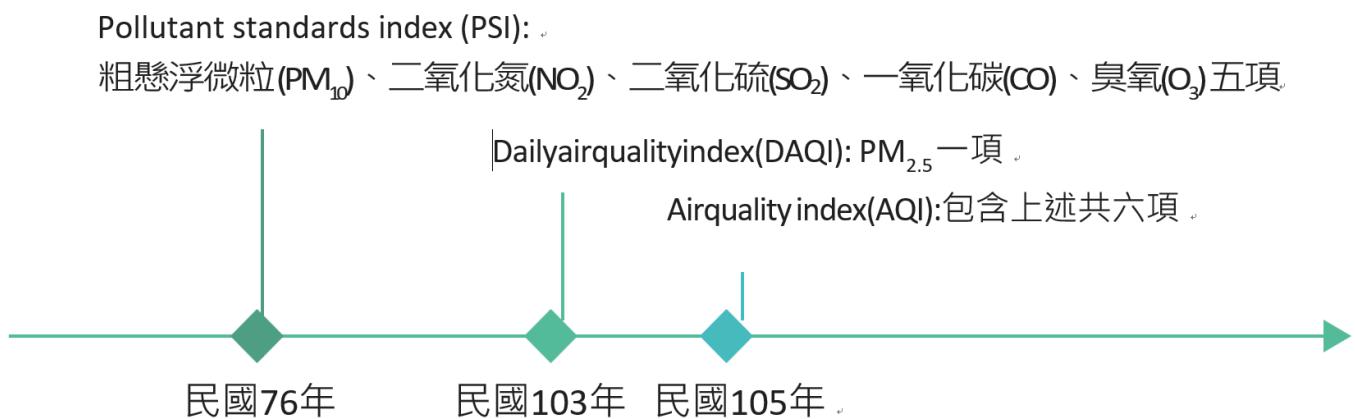 Pollutant standards index (PSI):
粗懸浮微粒(PM10)、二氧化氮(NO2)、二氧化硫(SO2)、一氧化碳(CO)、臭氧(O3)五項
Dailyairqualityindex(DAQI): PM2.5一項
Airquality index(AQI):包含上述共六項
民國76年 民國103年 民國105年